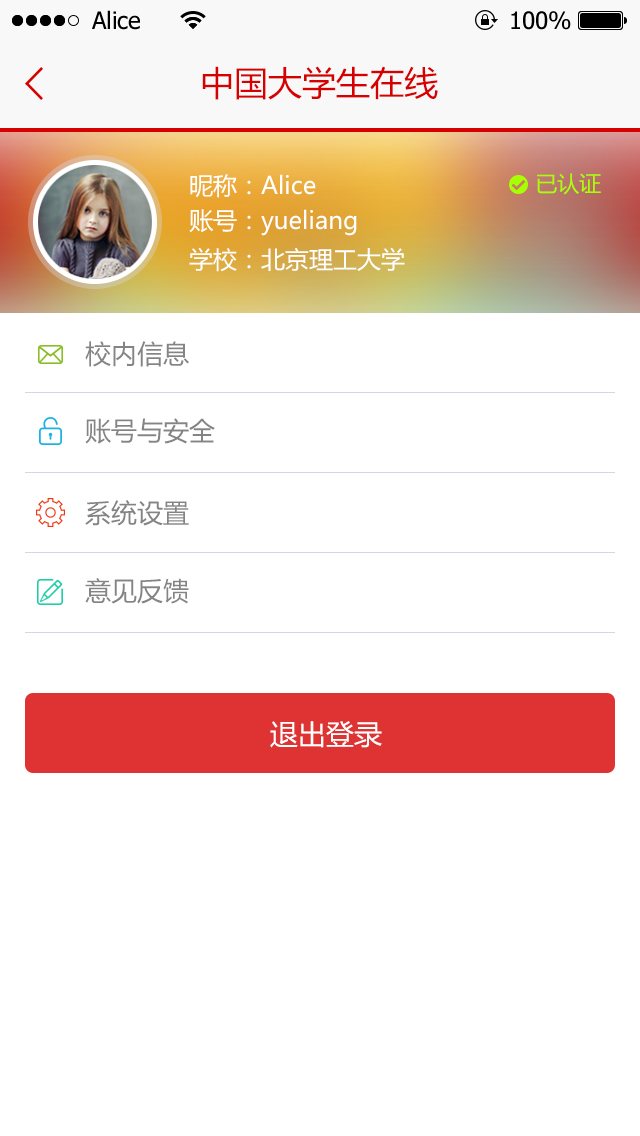 Alice 100%
中国大学生在线
昵称：Alice 已认证
账号：yueliang
学校：北京理工大学
校内信息
账号与安全
系统设置
意见反馈
退出登录